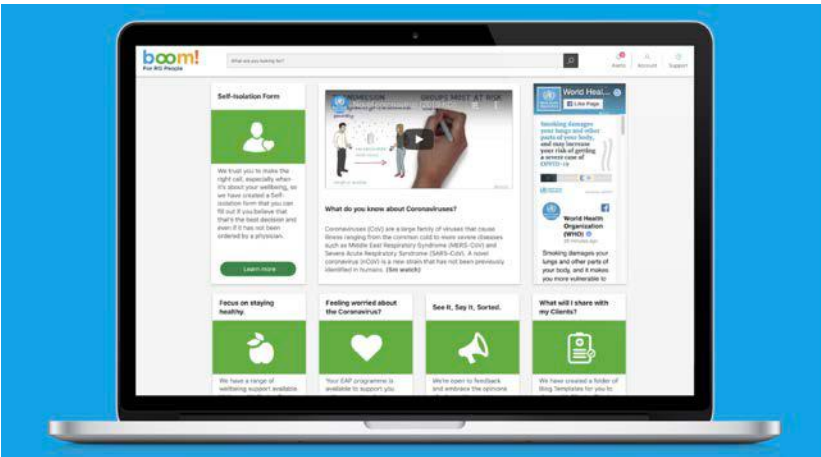 boom!
For RG People
What are you looking for?
Alerts
Account
Support
Self-Isolation Form
We trust you to make the
right call, especially when
it's about your wellbeing, so
we have created a Self-
isolation form that you can
fill out if you believe that
that's the best decision and
even if it has not been
ordered by a physician.
Learn more
TRANSMISSION GROUPS MOST AT RISK
What do you know about Coronaviruses?
Coronaviruses (CoV) are a large family of viruses that cause
illness ranging from the common cold to more severe diseases
such as Middle East Respiratory Syndrome (MERS-CoV) and
Severe Acute Respiratory Syndrome (SARS-CoV). A novel
coronavirus (nCoV) is a new strain that has not been previously
identified in humans. (5m watch)
World Heal...
Like Page
Smoking damages
your lungs and other
parts of your body,
and may increase
your risk of getting
a severe case of
COVID-19
World Health
Organization
(WHO)
Smoking damages your
lungs and other parts of
your body, and it makes
you more vulnerable to
Focus on staying
healthy.
We have a range of
wellbeing support available
Feeling worried about
the Coronavirus?
Your EAP programme is
available to support you
See It, Say It, Sorted.
We're open to feedback
and embrace the opinions
What will I share with
my Clients?
We have created a folder of
Templates for you to